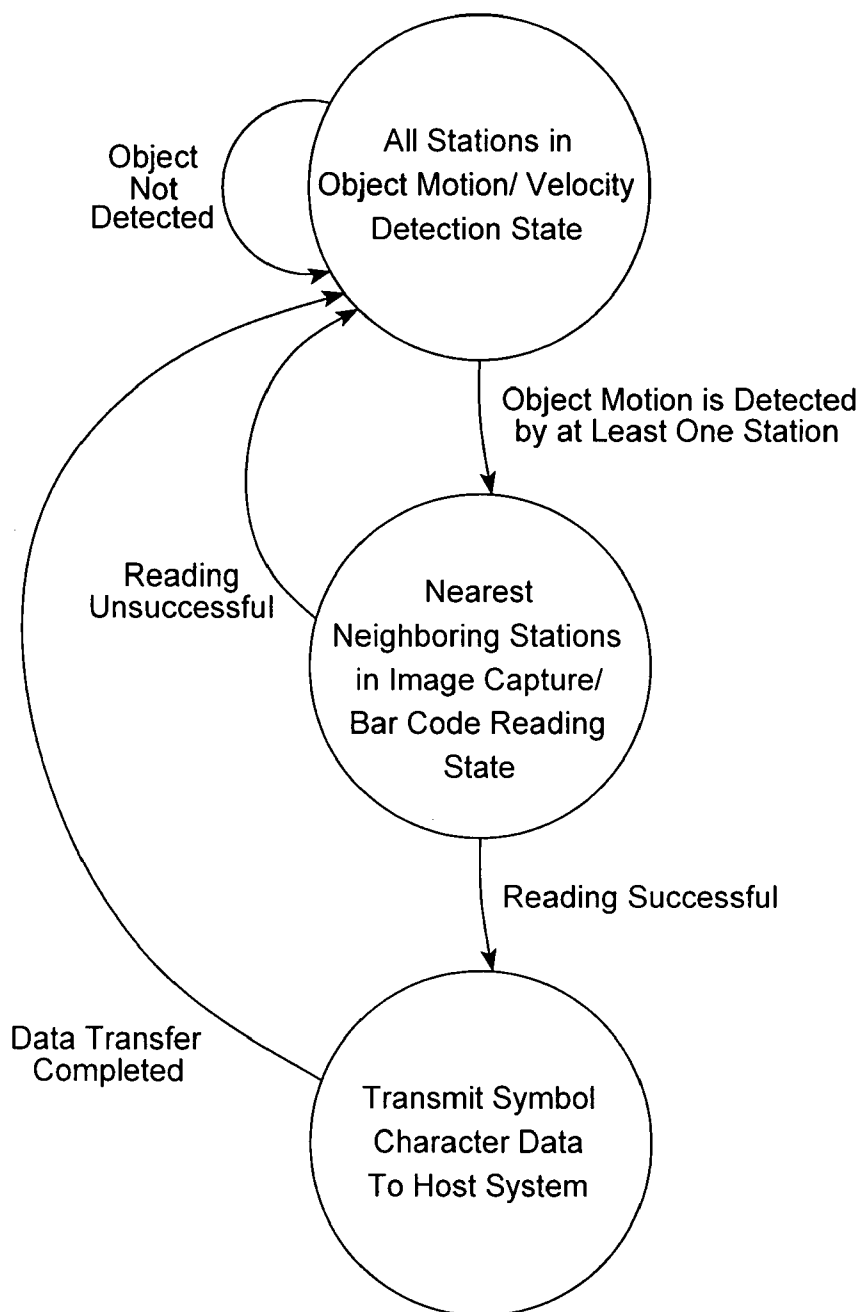 All Stations in
Object Motion/ Velocity
Detection State
Object
Not
Detected
Object Motion is Detected
by at Least One Station
Reading
Unsuccessful
Nearest
Neighboring Stations
in Image Capture/
Bar Code Reading
State
Reading Successful
Data Transfer
Completed
Transmit Symbol
Character Data
To Host System